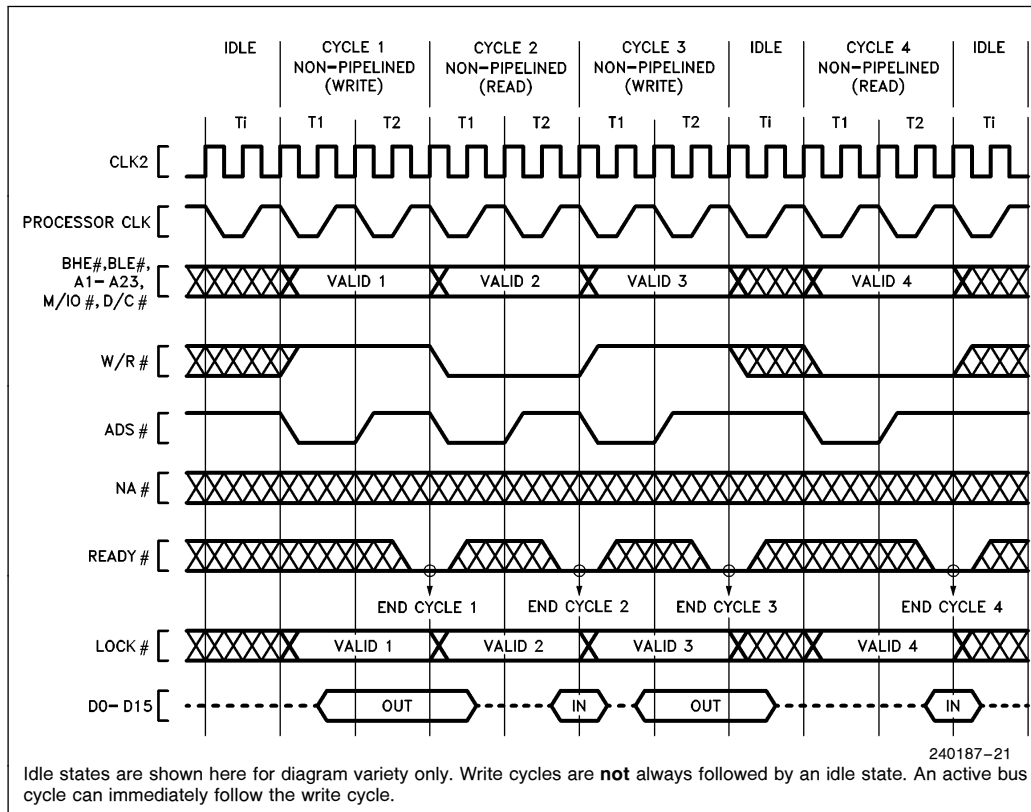 IDLE CYCLE 1 CYCLE 2 CYCLE 3 IDLE CYCLE 4 IDLE
NON-PIPELINED NON-PIPELINED NON-PIPELINED NON-PIPELINED
(WRITE) (READ) (WRITE) (READ)
Ti T1 T2 T1 T2 T1 T2 Ti T1 T2 Ti
CLK2
PROCESSOR CLK
BHE#,BLE#,
A1-A23,
M/IO #, D/C #
VALID 1 VALID 2 VALID 3 VALID 4
W/R #
ADS #
NA #
READY #
END CYCLE 1 END CYCLE 2 END CYCLE 3 END CYCLE 4
LOCK # VALID 1 VALID 2 VALID 3 VALID 4
D0-D15 OUT IN OUT IN
240187-21
Idle states are shown here for diagram variety only. Write cycles are not always followed by an idle state. An active bus
cycle can immediately follow the write cycle.